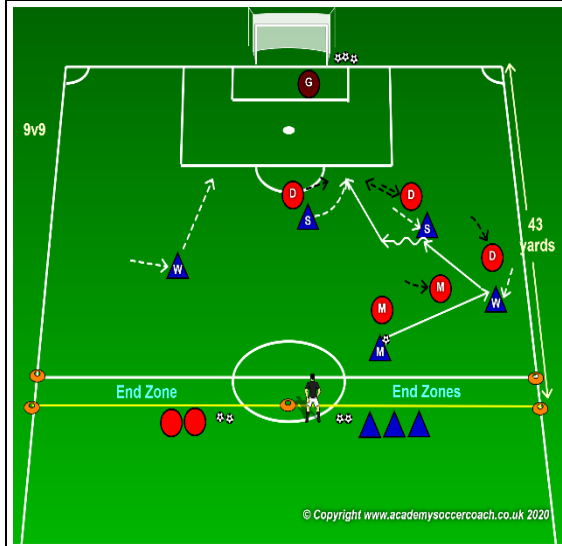 G
9v9
D
D
S
S
43
yards
D
W
W
M
M
M
End Zone
End Zones
© Copyright www.academysoccercoach.co.uk 2020